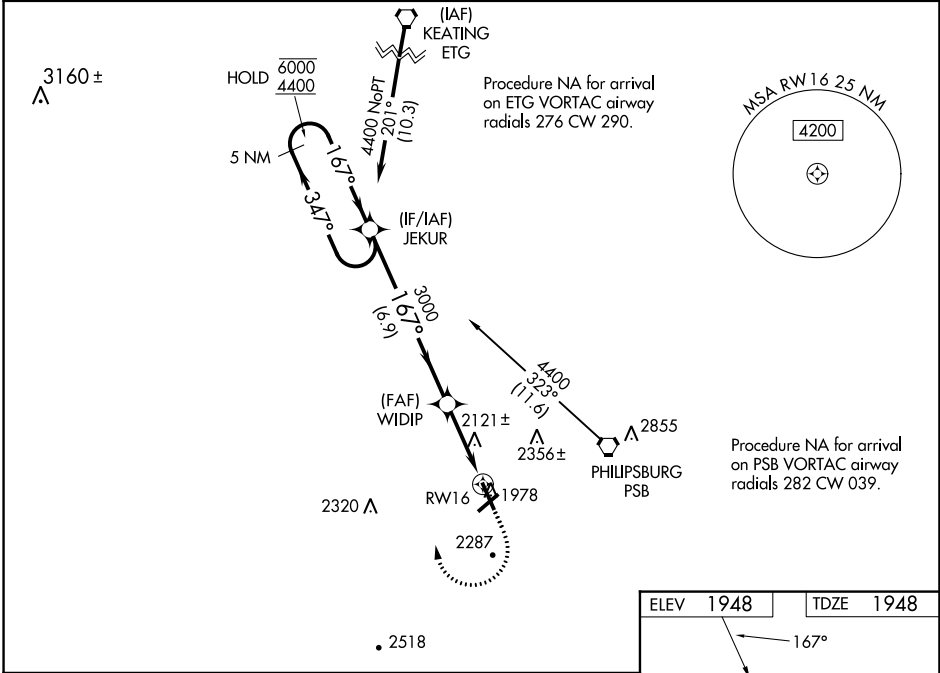 (IAF)
KEATING
ETG
3160 ±
HOLD 6000
4400
4400 NoPT
201°
(10.3)
Procedure NA for arrival
on ETG VORTAC airway
radials 276 CW 290.
MSA RW16 25 NM
4200
5 NM
167°
347°
(IF/IAF)
JEKUR
3000
167°
(6.9)
4400
323°
(11.6)
(FAF)
WIDIP
2121 ±
2356 ±
2855
PHILIPSBURG
PSB
Procedure NA for arrival
on PSB VORTAC airway
radials 282 CW 039.
RW16
1978
2320
2287
2518
ELEV 1948
TDZE 1948
167°